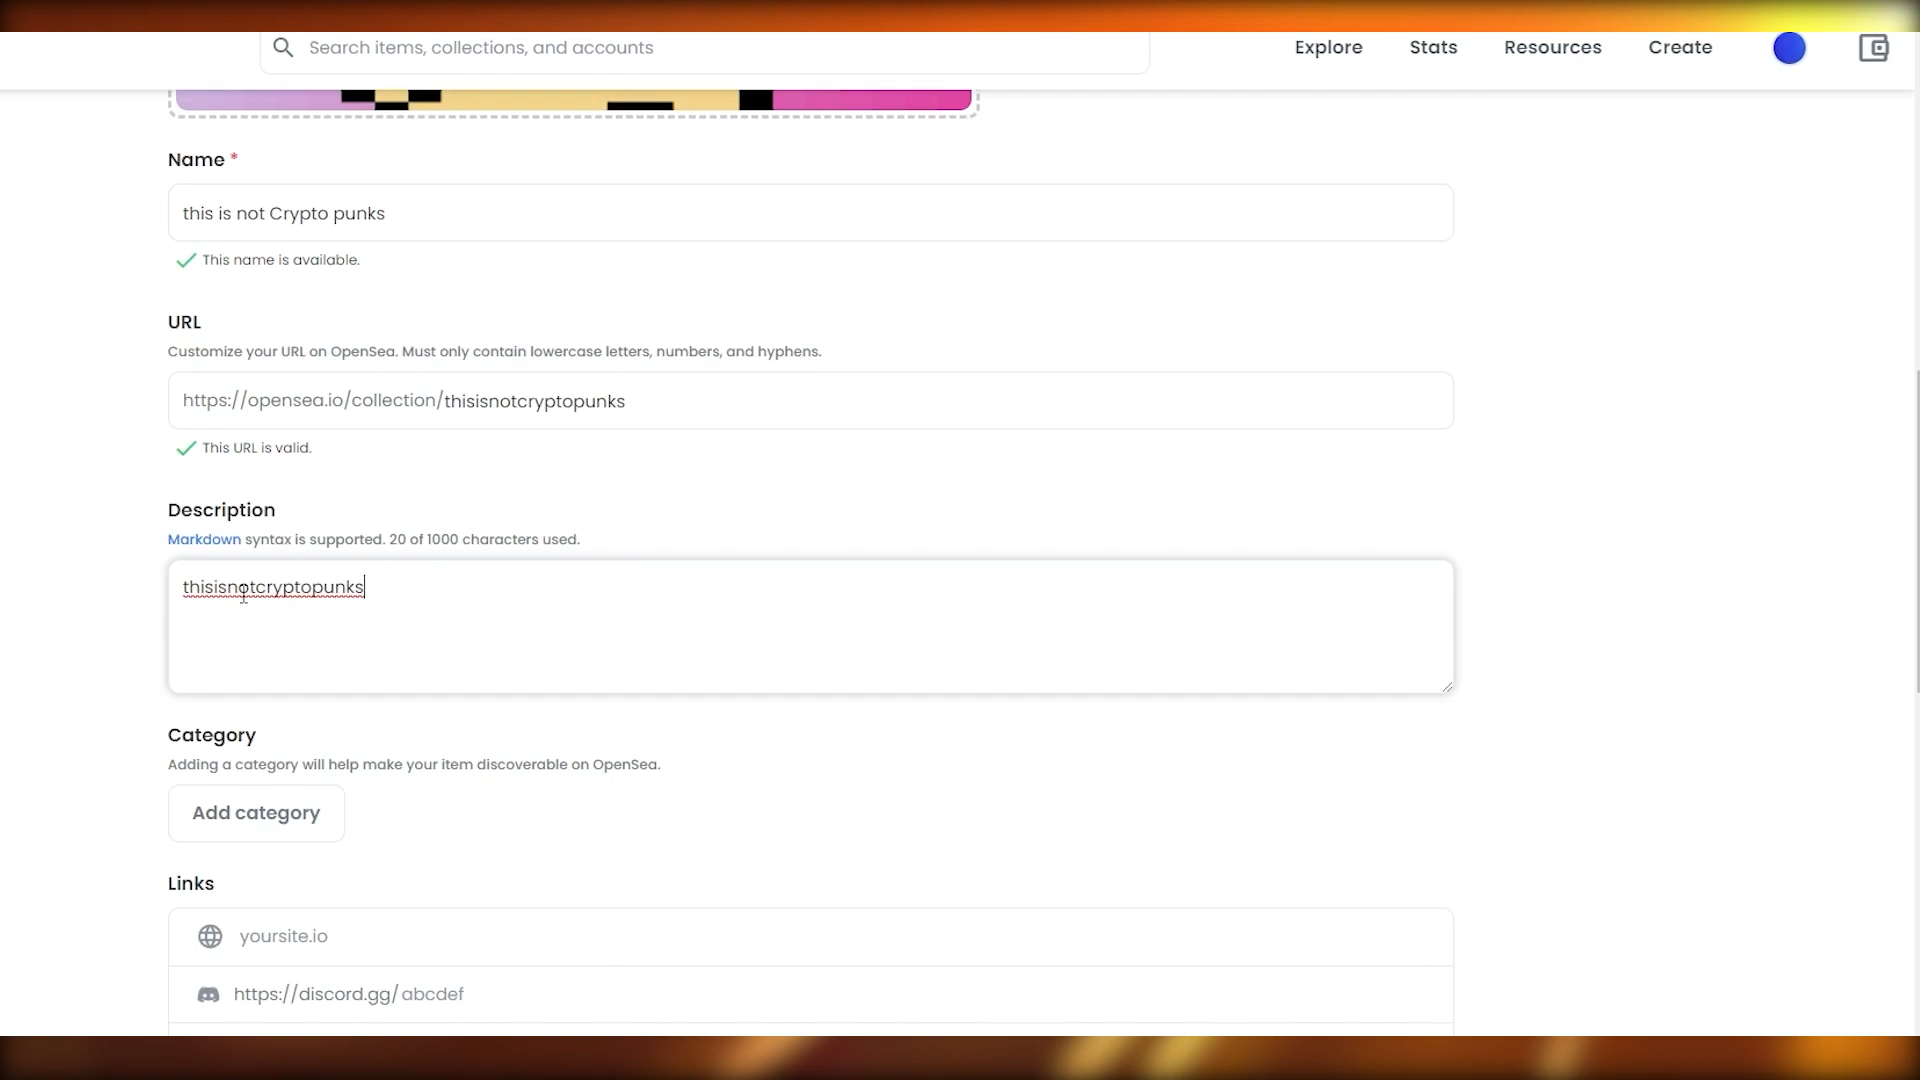 Search items, collections, and accounts
Explore
Stats
Resources
Create
Name *
this is not Crypto punks
This name is available.
URL
Customize your URL on OpenSea. Must only contain lowercase letters, numbers, and hyphens.
https://opensea.io/collection/thisisnotcryptopunks
This URL is valid.
Description
Markdown syntax is supported. 20 of 1000 characters used.
thisisnotcryptopunks
Category
Adding a category will help make your item discoverable on OpenSea.
Add category
Links
yoursite.io
https://discord.gg/abcdef